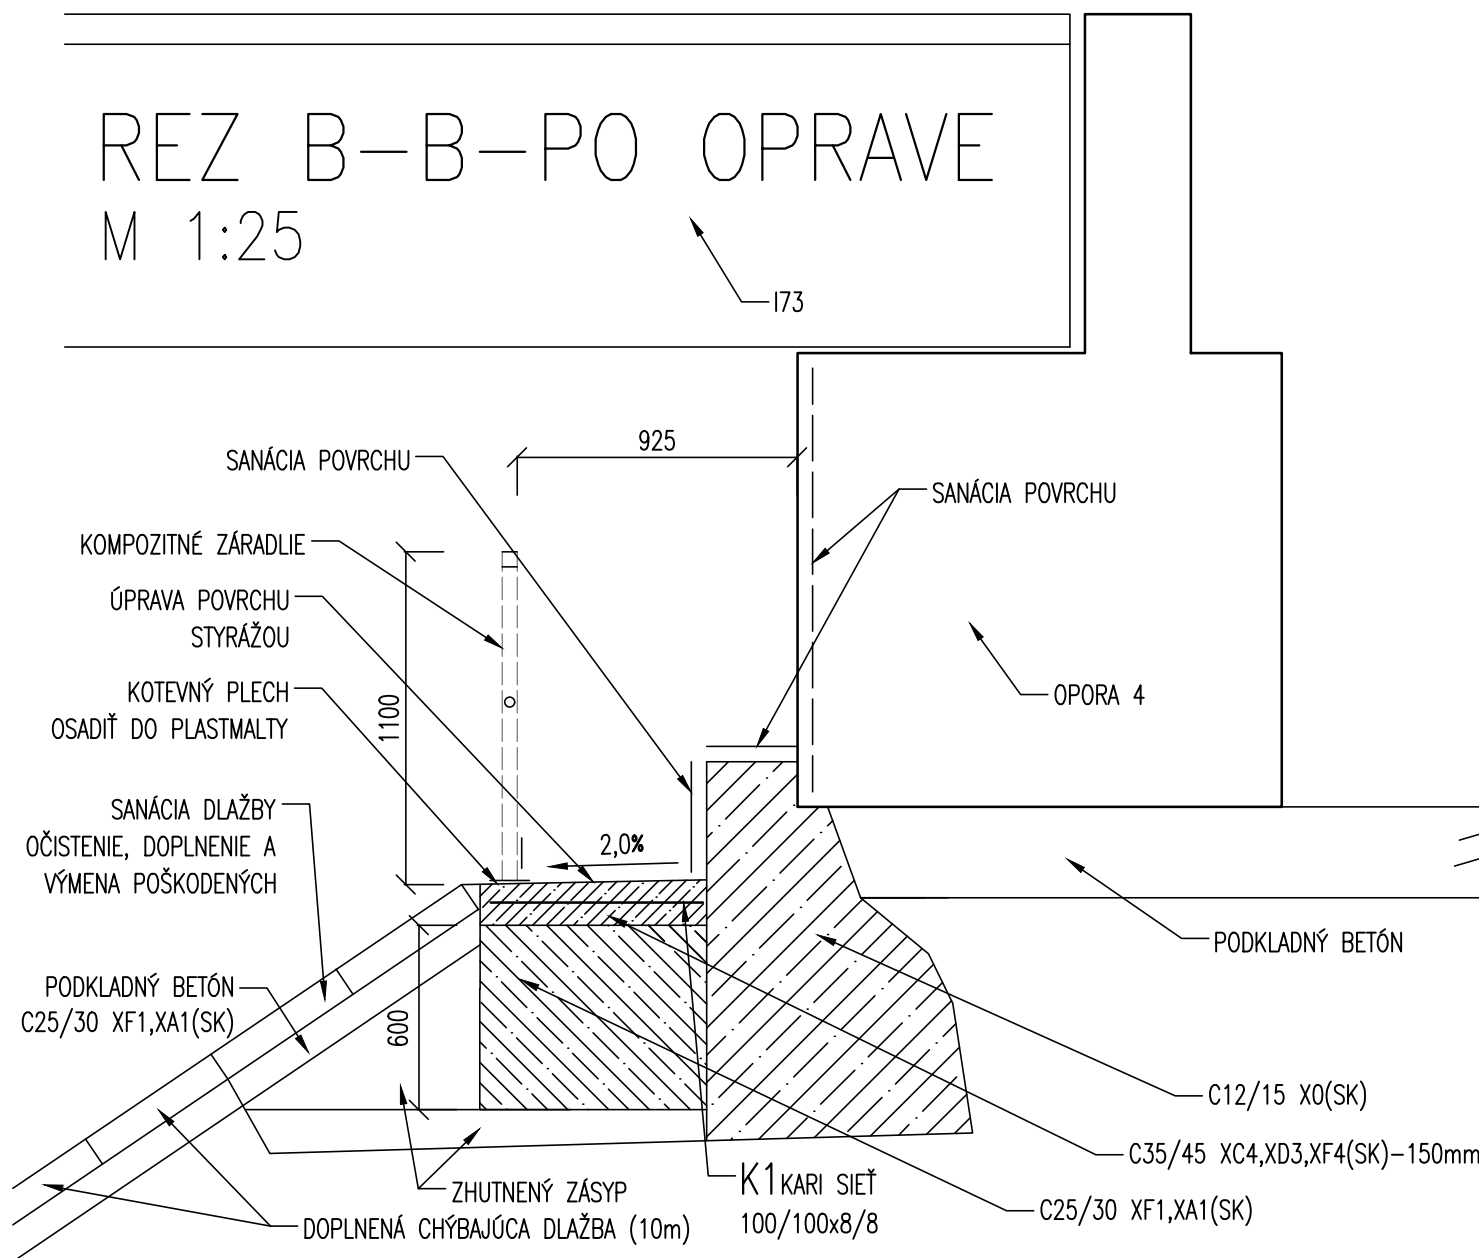 REZ B-B-PO OPRAVE
M 1:25
I73
925
SANÁCIA POVRCHU
SANÁCIA POVRCHU
KOMPOZITNÉ ZÁRADLIE
ÚPRAVA POVRCHU
STYRÁŽOU
KOTEVNÝ PLECH
OSADIŤ DO PLASTMALTY
1100
OPORA 4
SANÁCIA DLAŽBY
OČISTENIE, DOPLNENIE A
VÝMENA POŠKODENÝCH
2,0%
PODKLADNÝ BETÓN
PODKLADNÝ BETÓN
C25/30 XF1,XA1(SK)
600
C12/15 X0(SK)
C35/45 XC4,XD3,XF4(SK)-150mm
K1 KARI SIEŤ
100/100x8/8
ZHUTNENÝ ZÁSYP
C25/30 XF1,XA1(SK)
DOPLNENÁ CHÝBAJÚCA DLAŽBA (10m)